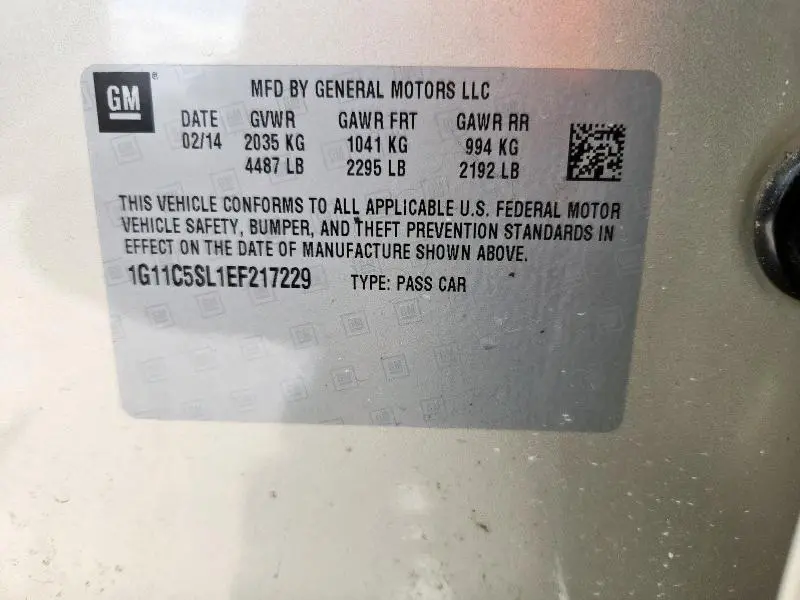 GM ®
MFD BY GENERAL MOTORS LLC
DATE GVWR GAWR FRT GAWR RR
02/14 2035 KG 1041 KG 994 KG
4487 LB 2295 LB 2192 LB
THIS VEHICLE CONFORMS TO ALL APPLICABLE U.S. FEDERAL MOTOR
VEHICLE SAFETY, BUMPER, AND THEFT PREVENTION STANDARDS IN
EFFECT ON THE DATE OF MANUFACTURE SHOWN ABOVE.
1G11C5SL1EF217229 TYPE: PASS CAR